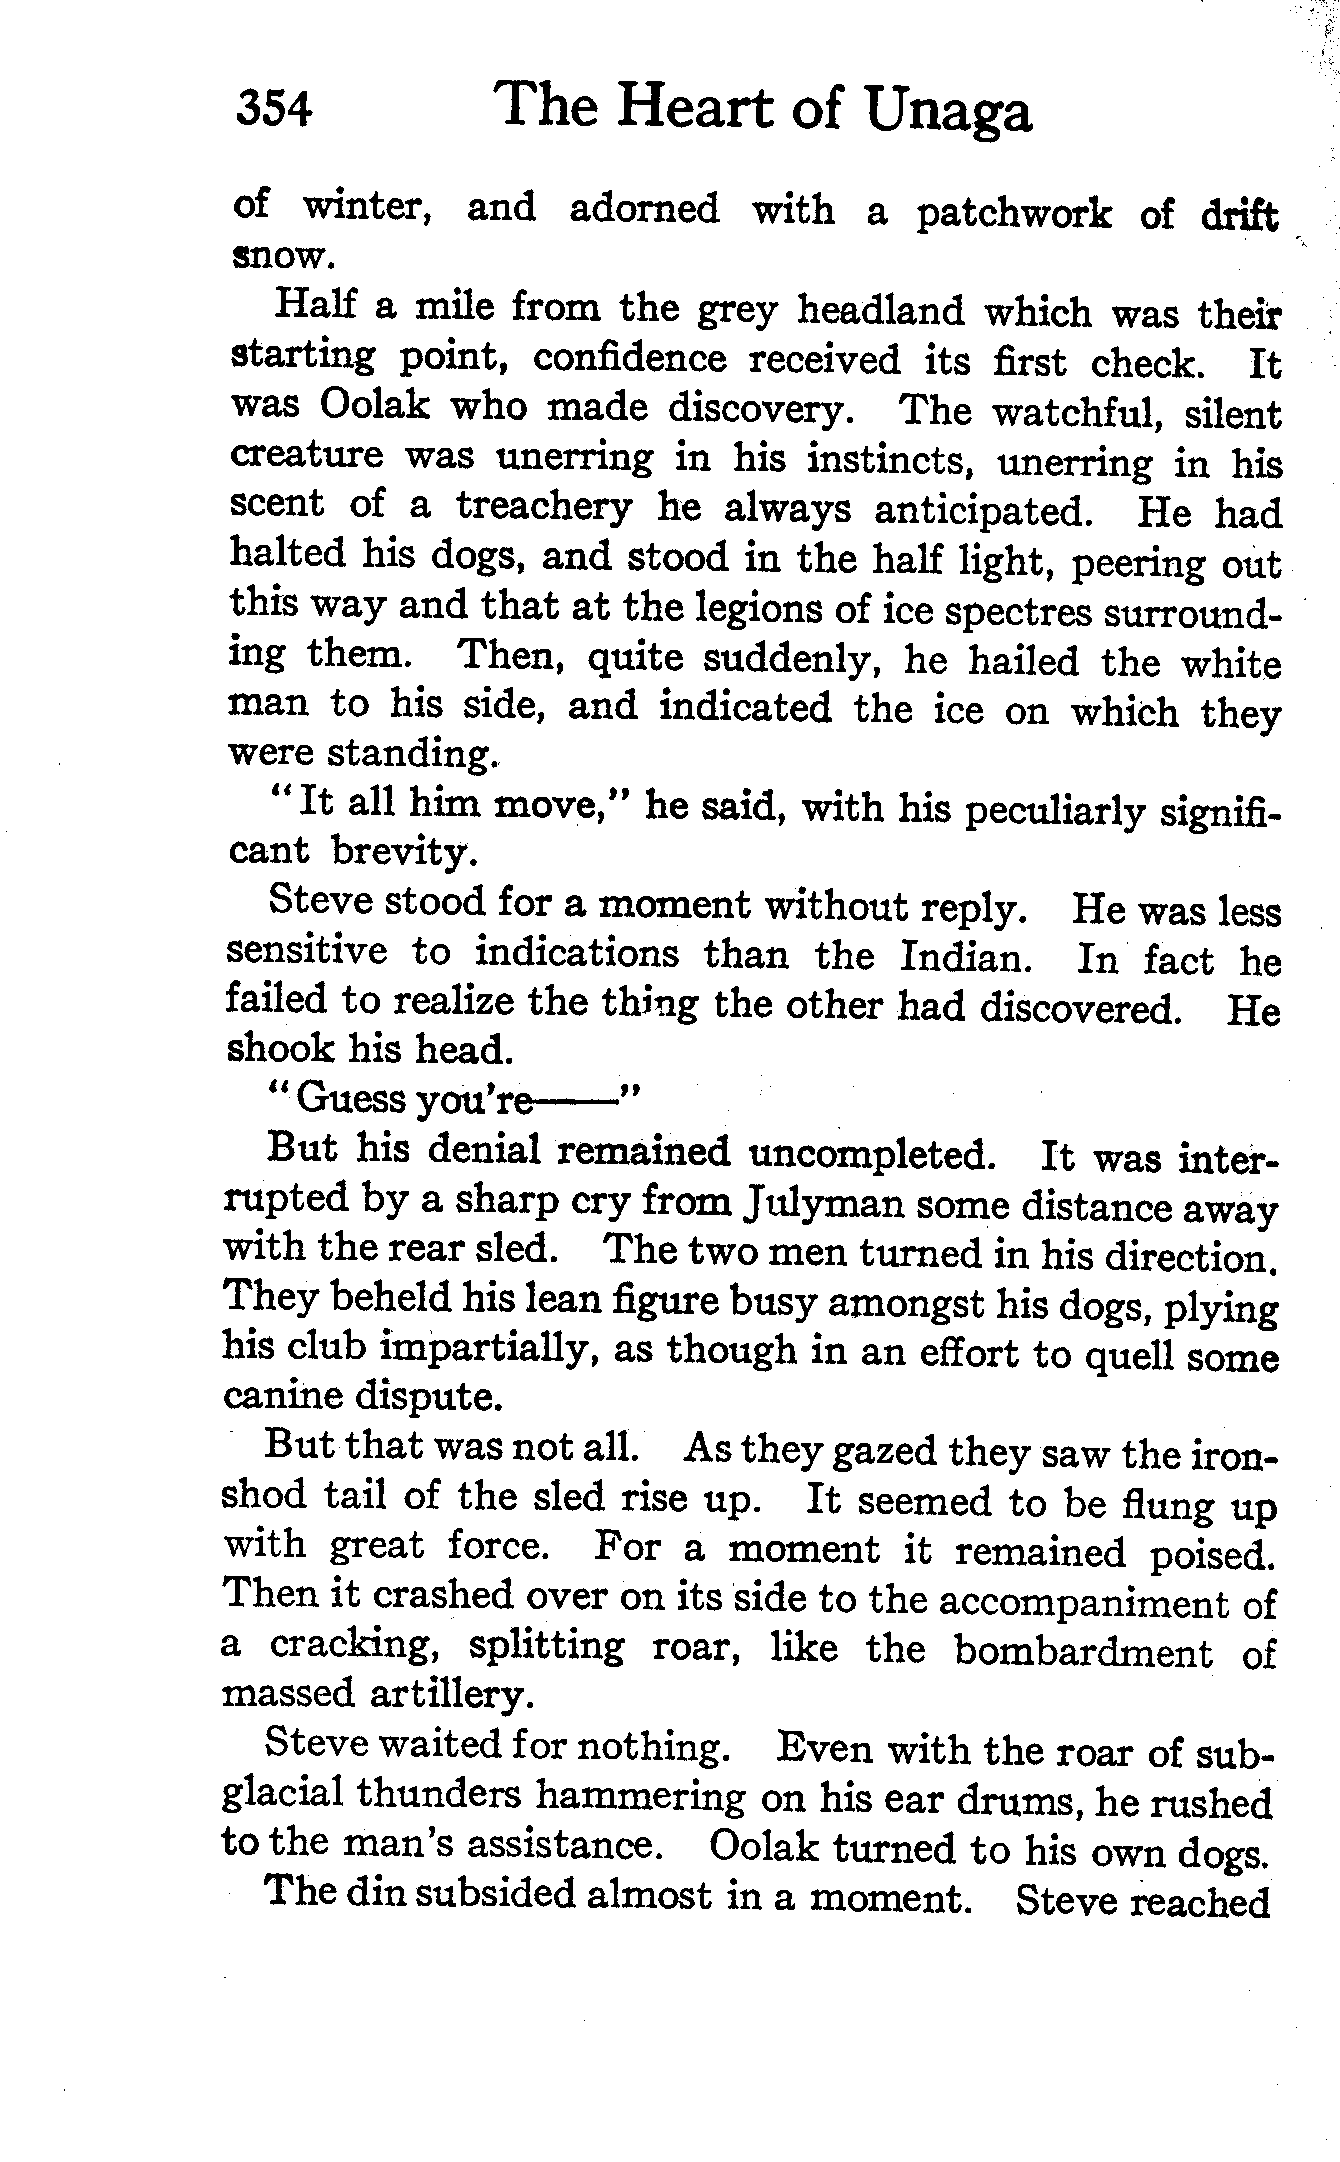 354 The Heart of Unaga
of winter, and adorned with a patchwork of drift
snow.
Half a mile from the grey headland which was their
starting point, confidence received its first check. It
was Oolak who made discovery. The watchful, silent
creature was unerring in his instincts, unerring in his
scent of a treachery he always anticipated. He had
halted his dogs, and stood in the half light, peering out
this way and that at the legions of ice spectres surround-
ing them. Then, quite suddenly, he hailed the white
man to his side, and indicated the ice on which they
were standing.
"It all him move," he said, with his peculiarly signifi-
cant brevity.
Steve stood for a moment without reply. He was less
sensitive to indications than the Indian. In fact he
failed to realize the thing the other had discovered. He
shook his head.
"Guess you're——"
But his denial remained uncompleted. It was inter-
rupted by a sharp cry from Julyman some distance away
with the rear sled. The two men turned in his direction.
They beheld his lean figure busy amongst his dogs, plying
his club impartially, as though in an effort to quell some
canine dispute.
But that was not all. As they gazed they saw the iron-
shod tail of the sled rise up. It seemed to be flung up
with great force. For a moment it remained poised.
Then it crashed over on its side to the accompaniment of
a cracking, splitting roar, like the bombardment of
massed artillery.
Steve waited for nothing. Even with the roar of sub-
glacial thunders hammering on his ear drums, he rushed
to the man's assistance. Oolak turned to his own dogs.
The din subsided almost in a moment. Steve reached